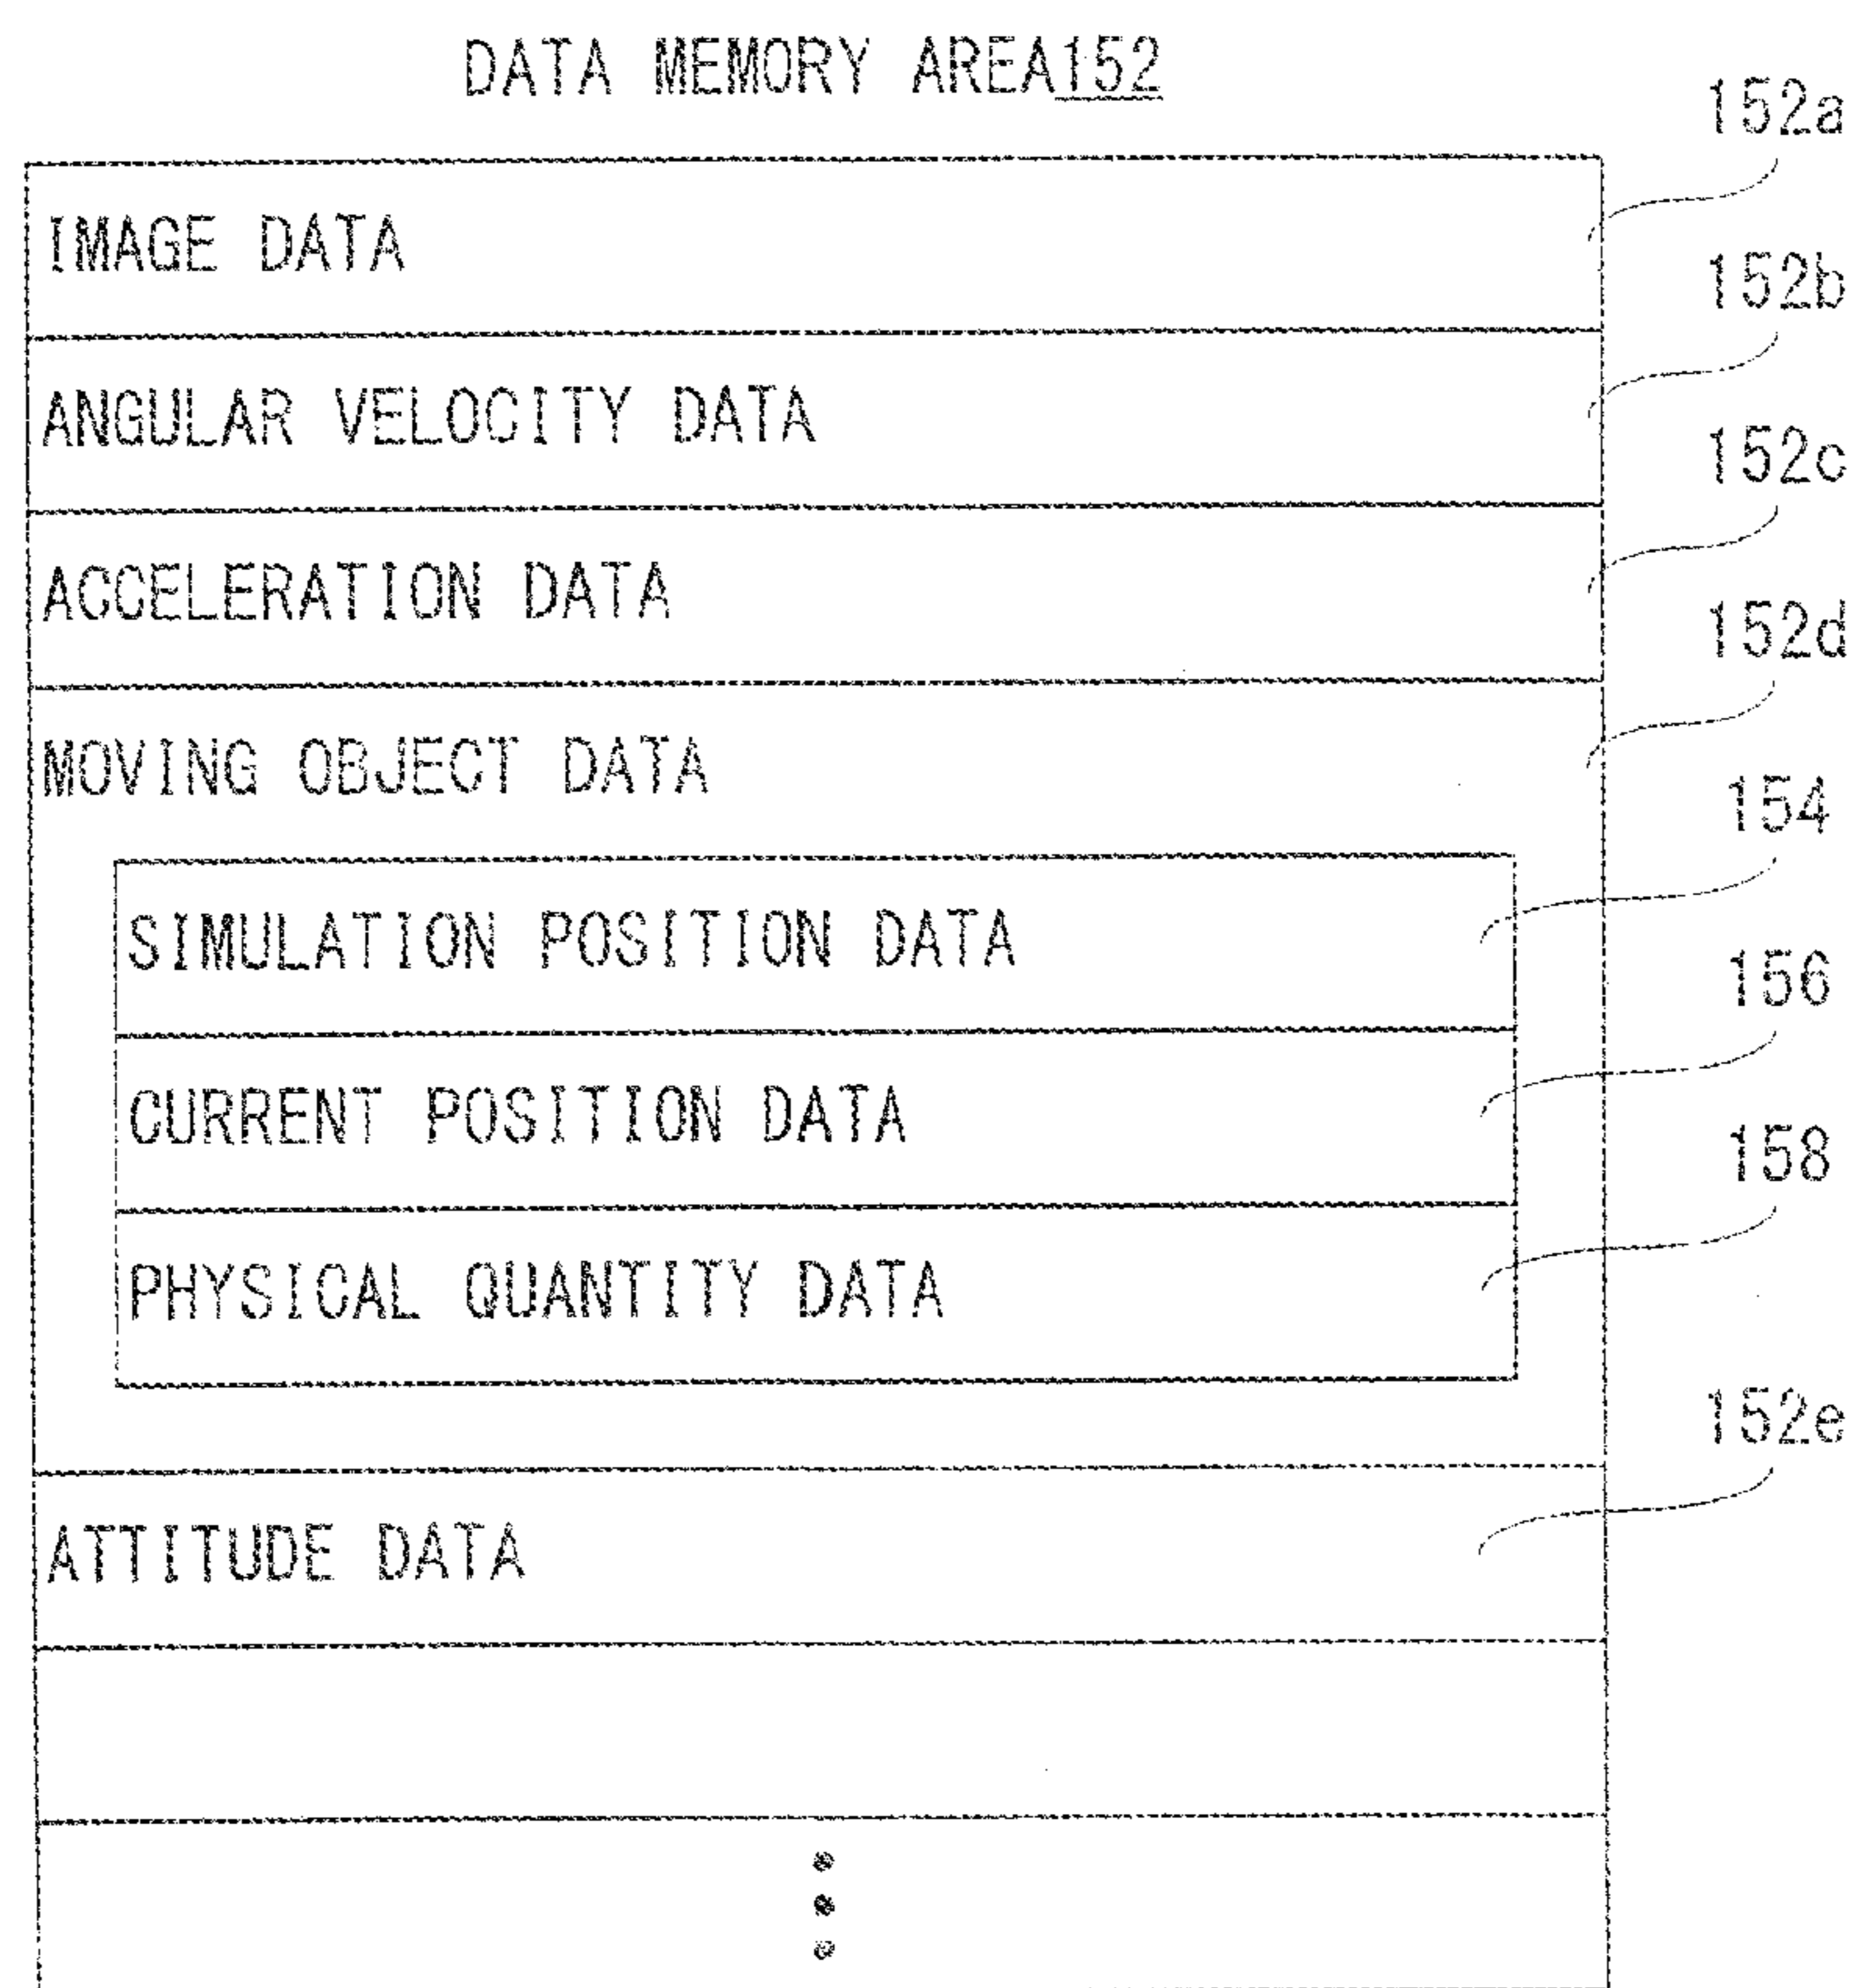 DATA MEMORY AREA152
152a
IMAGE DATA
152b
ANGULAR VELOCITY DATA
152c
ACCELERATION DATA
152d
MOVING OBJECT DATA
154
SIMULATION POSITION DATA
156
CURRENT POSITION DATA
158
PHYSICAL QUANTITY DATA
152e
ATTITUDE DATA